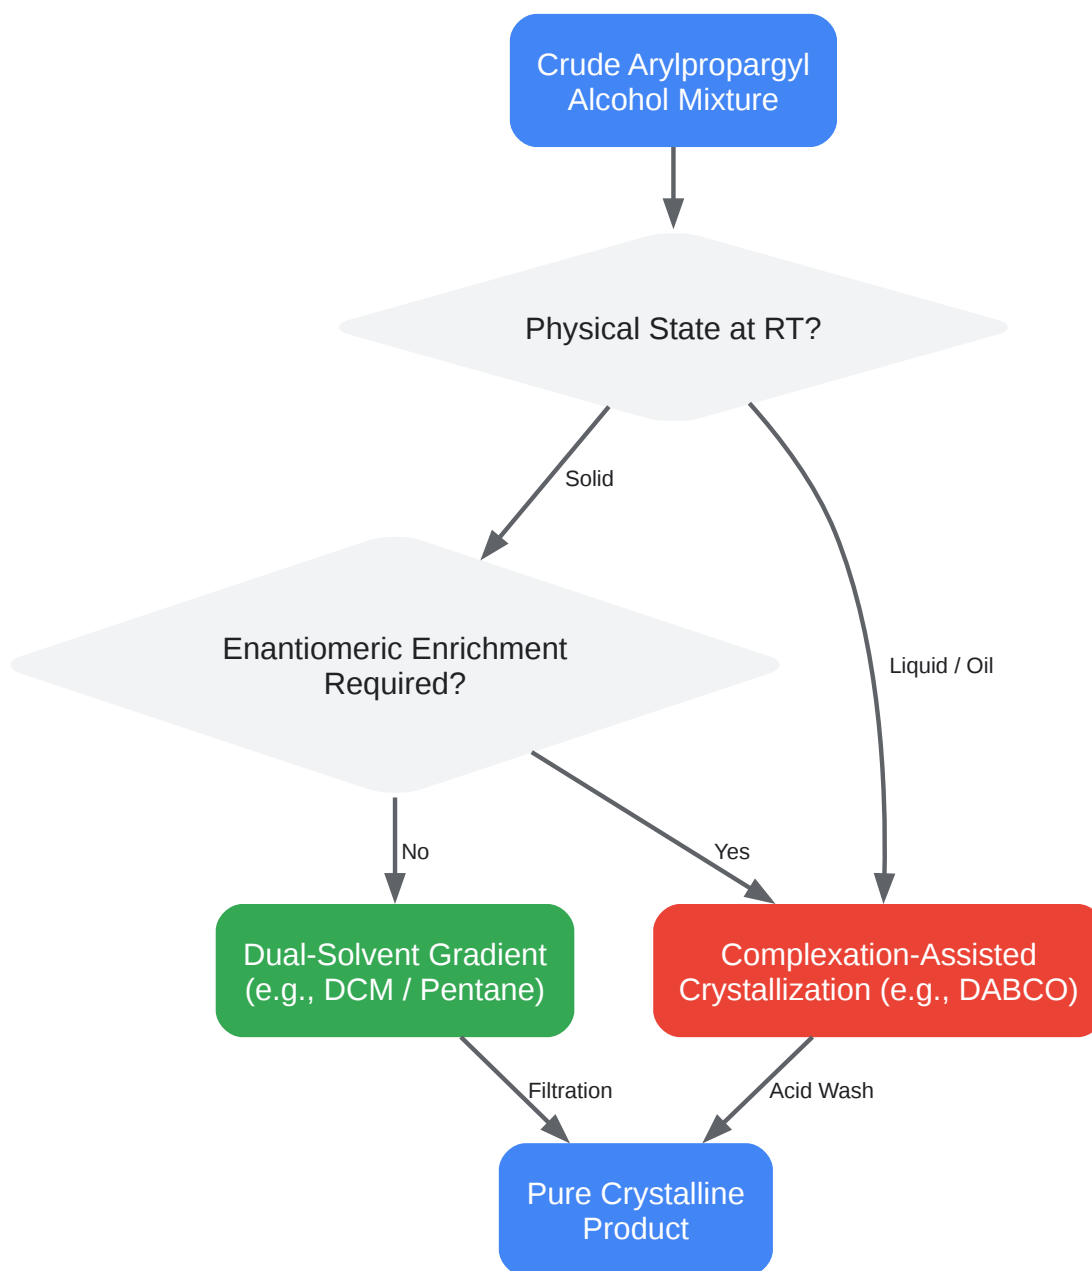 Crude Arylpropargyl
Alcohol Mixture
Physical State at RT?
Solid
Enantiomeric Enrichment
Required?
Liquid / Oil
No
Yes
Dual-Solvent Gradient
(e.g., DCM / Pentane)
Complexation-Assisted
Crystallization (e.g., DABCO)
Filtration
Acid Wash
Pure Crystalline
Product